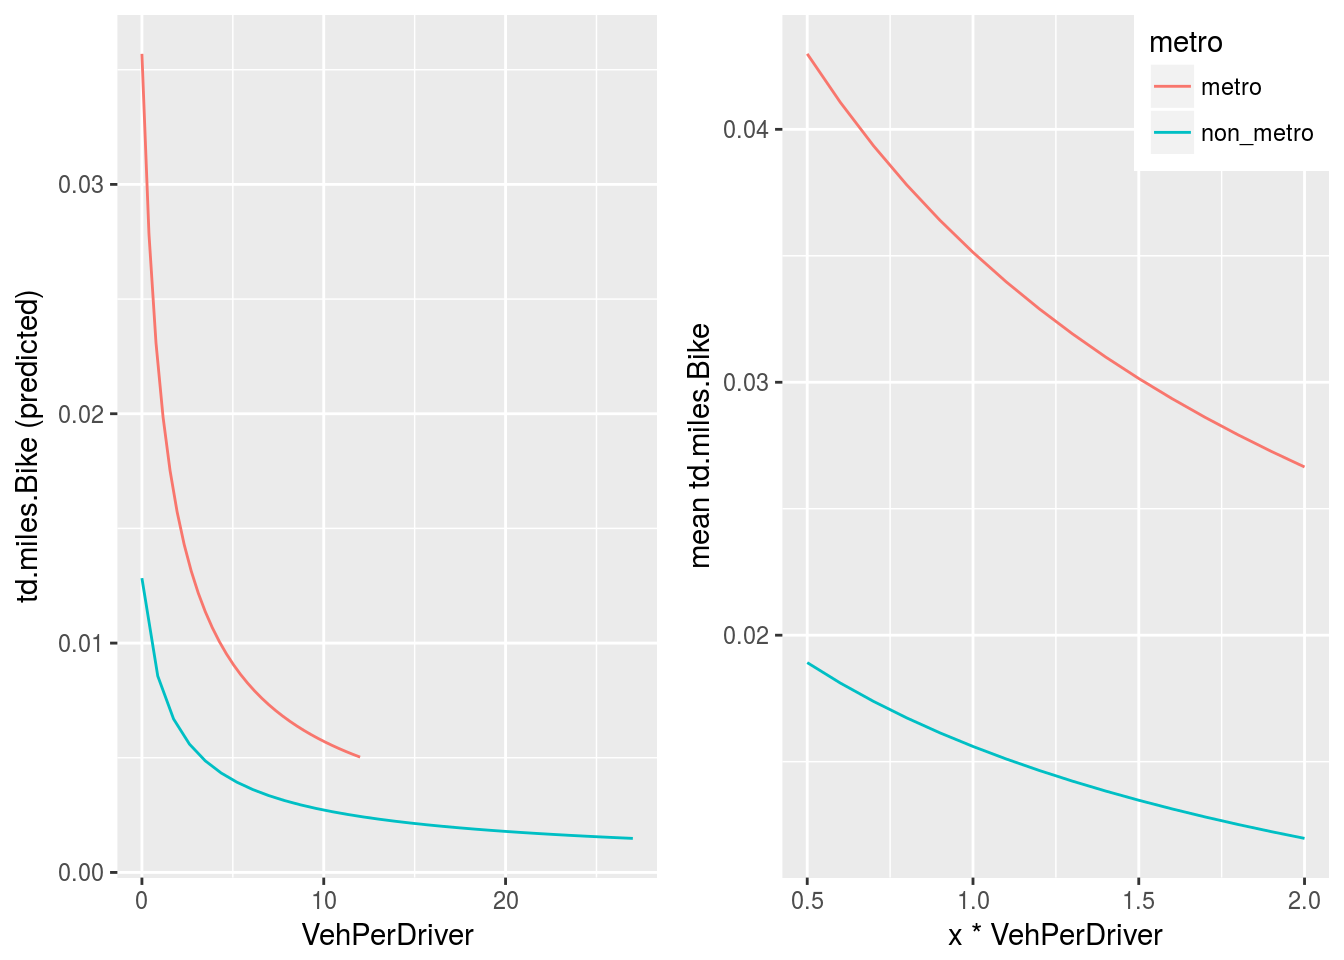 td.miles.Bike (predicted)
0.03
0.02
0.01
0.00
0 10 20
VehPerDriver
mean td.miles.Bike
0.04
0.03
0.02
0.5 1.0 1.5 2.0
x * VehPerDriver
metro
metro
non_metro